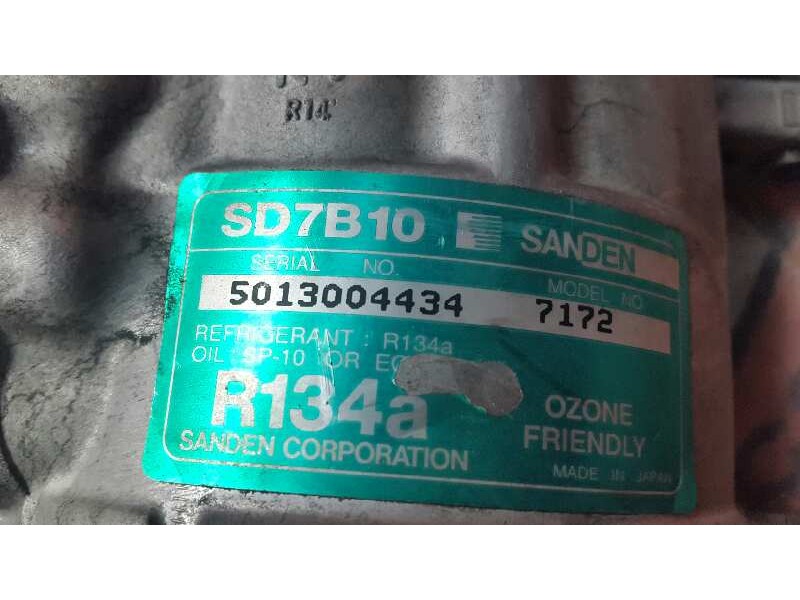 R14
SD7B10 SANDEN
SERIAL NO. MODEL NO
5013004434 7172
REFRIGERANT : R134a
OIL SP-10 OR
R134a OZONE
FRIENDLY
SANDEN CORPORATION
MADE IN JAPAN